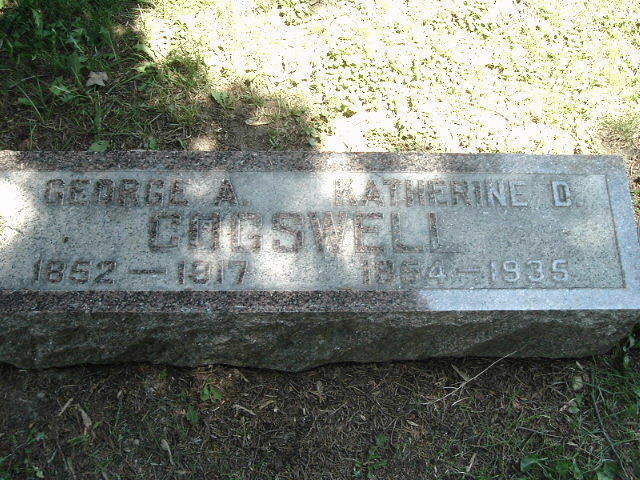 GEORGE A. KATHERINE D.
COGSWELL
1852 — 1917 1864 — 1935